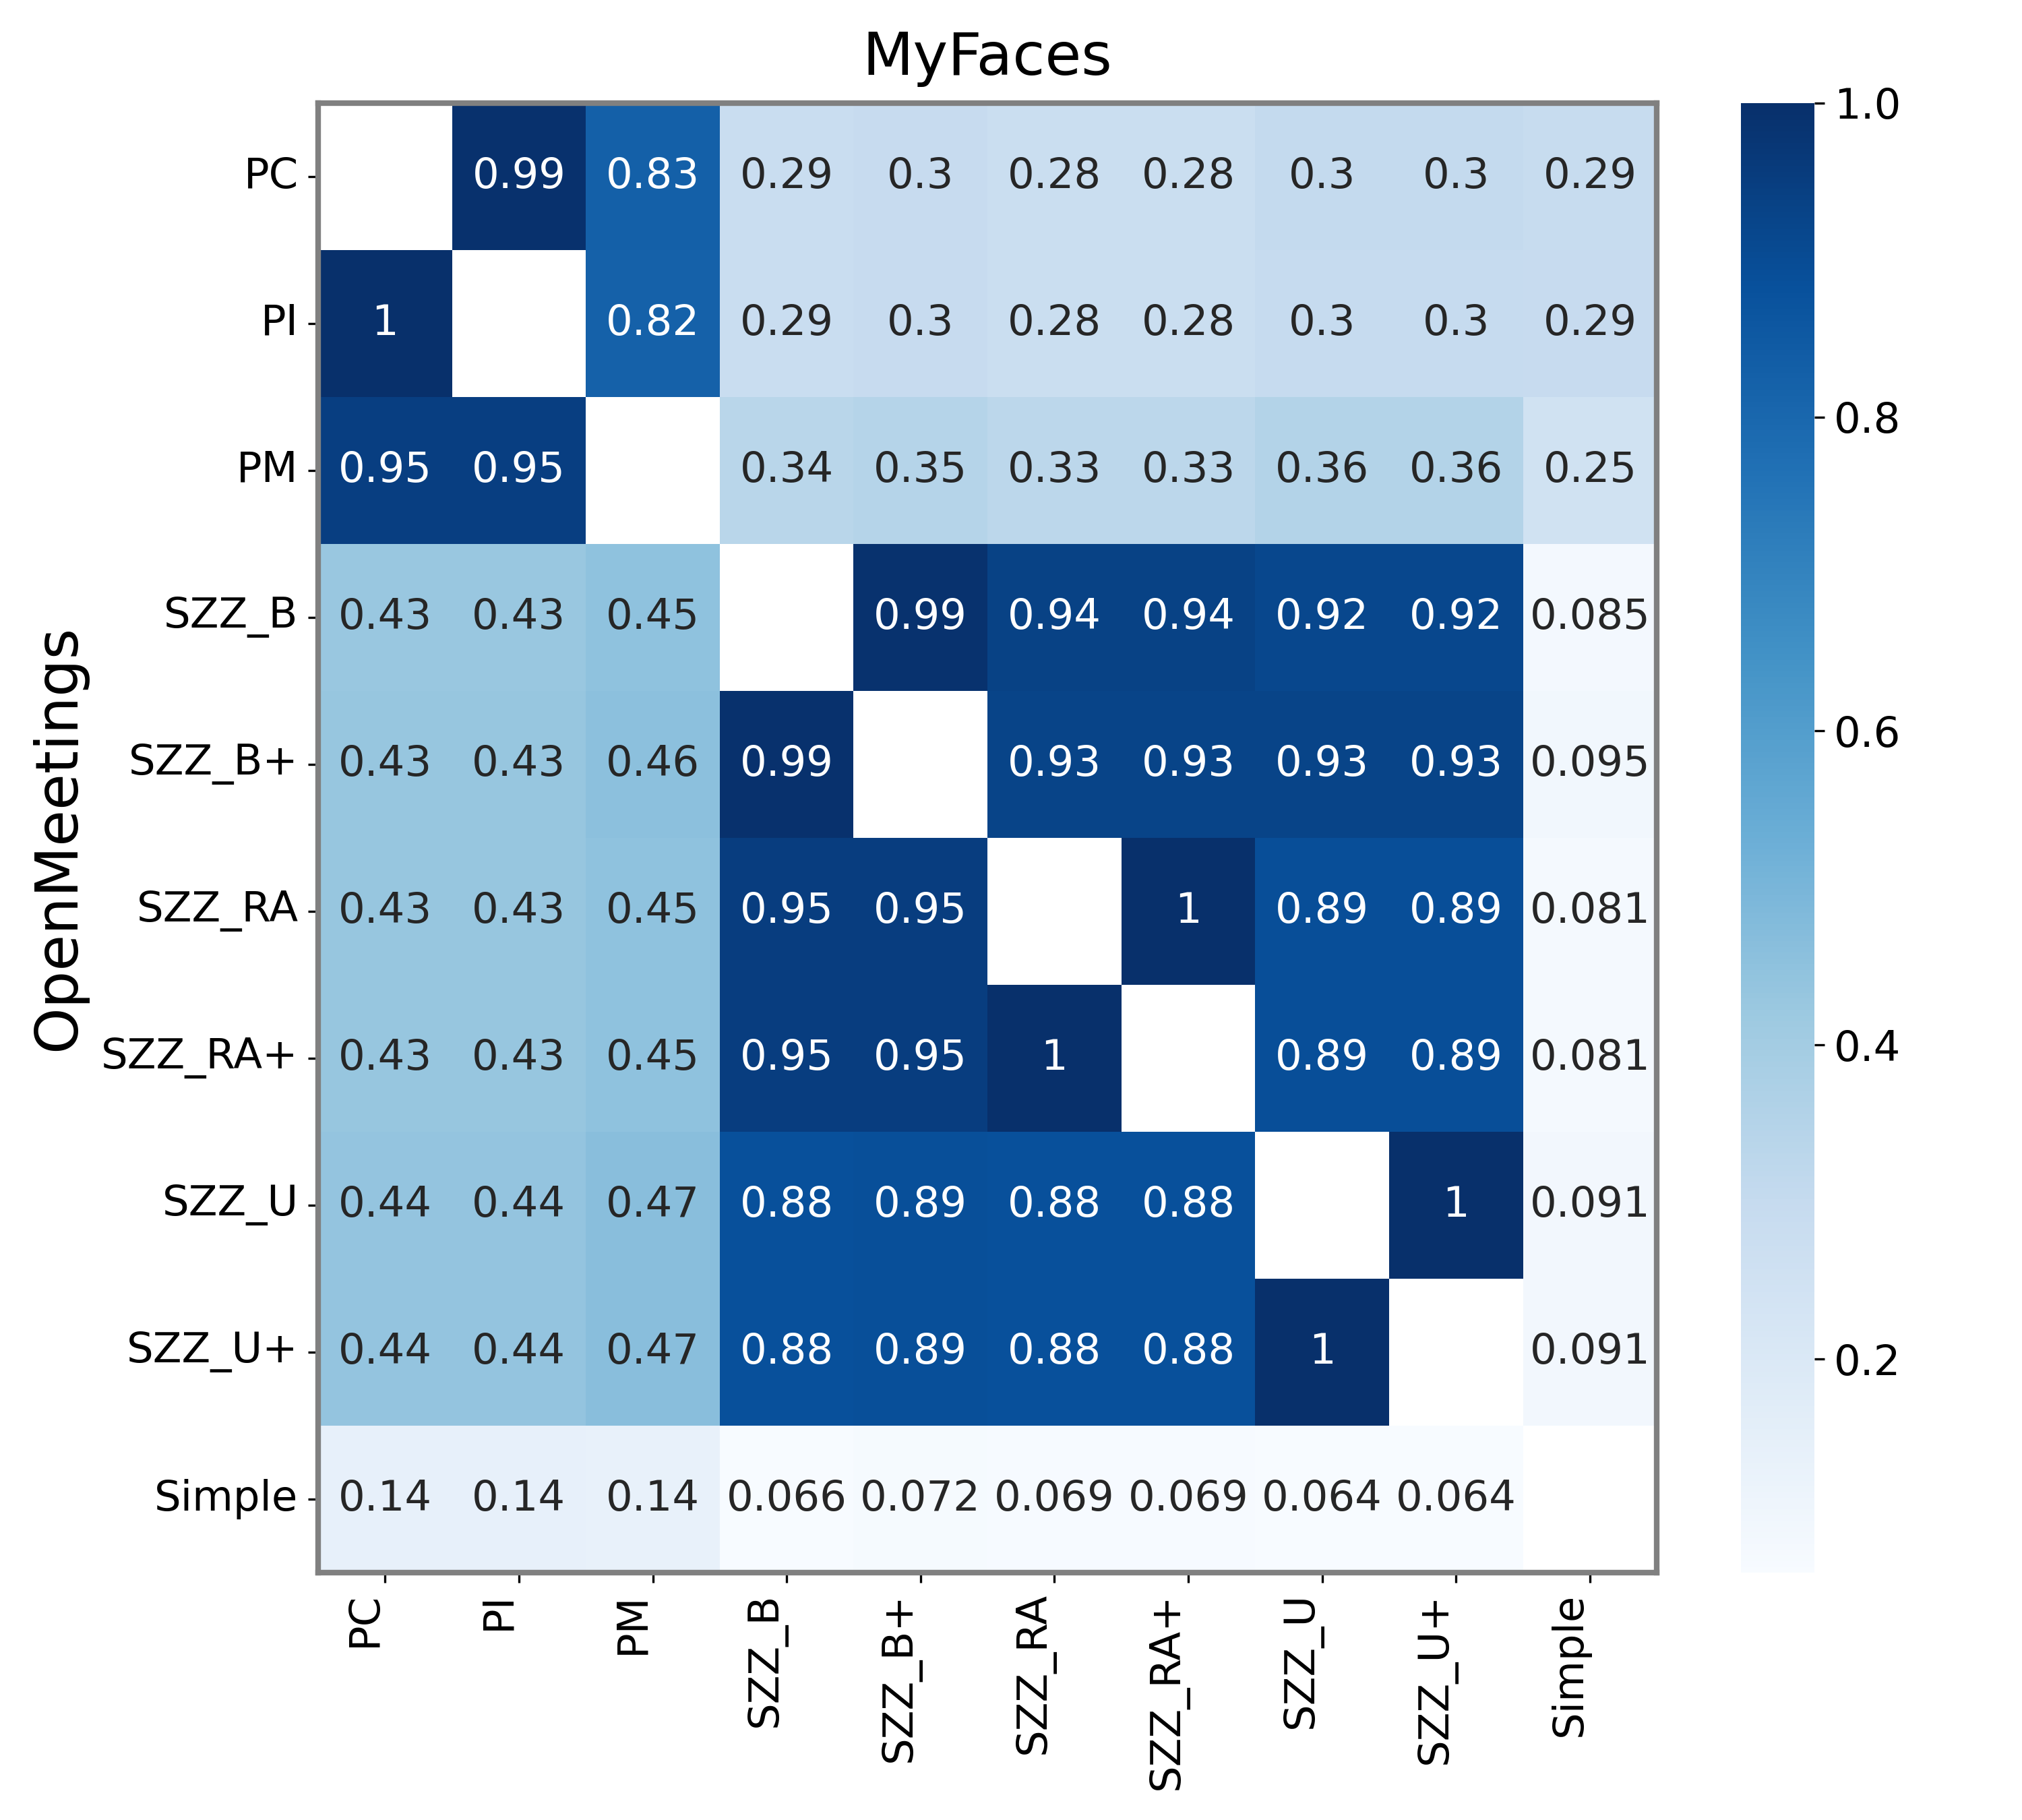 MyFaces
1.0
PC 0.99 0.83 0.29 0.3 0.28 0.28 0.3 0.3 0.29
PI 1 0.82 0.29 0.3 0.28 0.28 0.3 0.3 0.29
0.8
PM 0.95 0.95 0.34 0.35 0.33 0.33 0.36 0.36 0.25
SZZ_B 0.43 0.43 0.45 0.99 0.94 0.94 0.92 0.92 0.085
0.6
SZZ_B+ 0.43 0.43 0.46 0.99 0.93 0.93 0.93 0.93 0.095
OpenMeetings
SZZ_RA 0.43 0.43 0.45 0.95 0.95 1 0.89 0.89 0.081
0.4
SZZ_RA+ 0.43 0.43 0.45 0.95 0.95 1 0.89 0.89 0.081
SZZ_U 0.44 0.44 0.47 0.88 0.89 0.88 0.88 1 0.091
SZZ_U+ 0.44 0.44 0.47 0.88 0.89 0.88 0.88 1 0.091
0.2
Simple 0.14 0.14 0.14 0.066 0.072 0.069 0.069 0.064 0.064
PC PI PM SZZ_B SZZ_B+ SZZ_RA SZZ_RA+ SZZ_U SZZ_U+ Simple